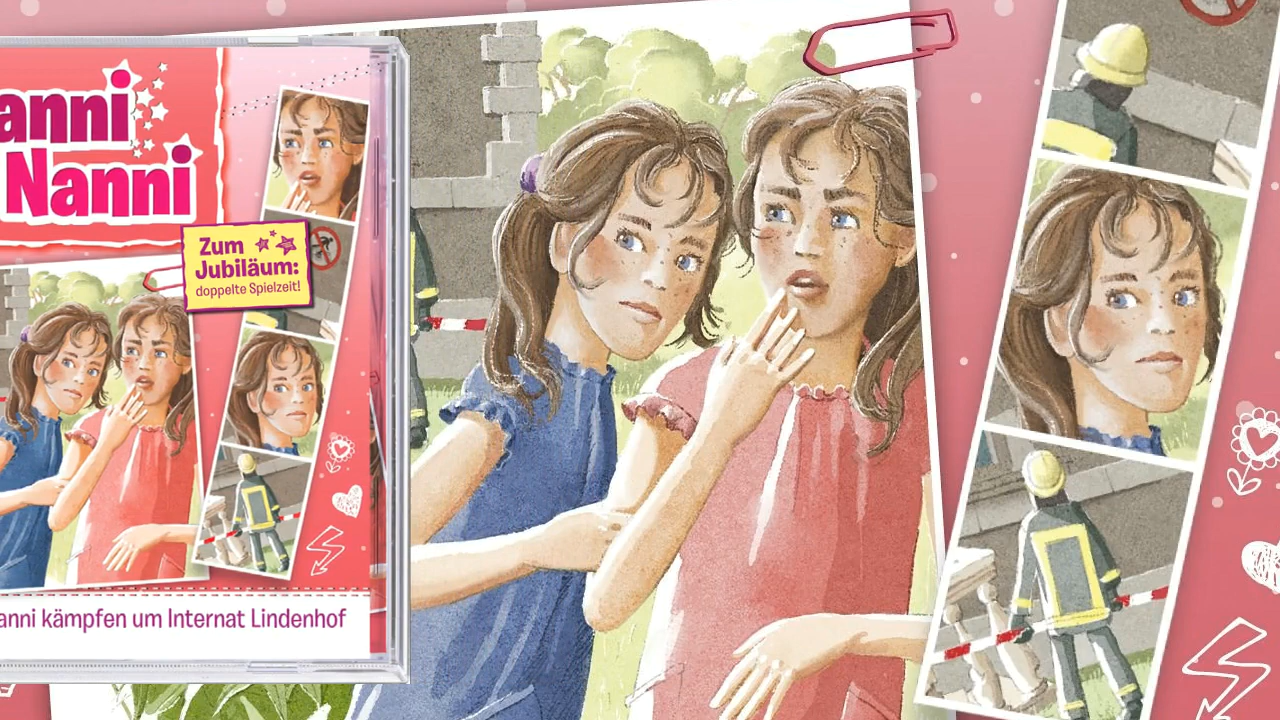 anni
Nanni
Zum
Jubiläum:
doppelte Spielzeit!
anni kämpfen um Internat Lindenhof